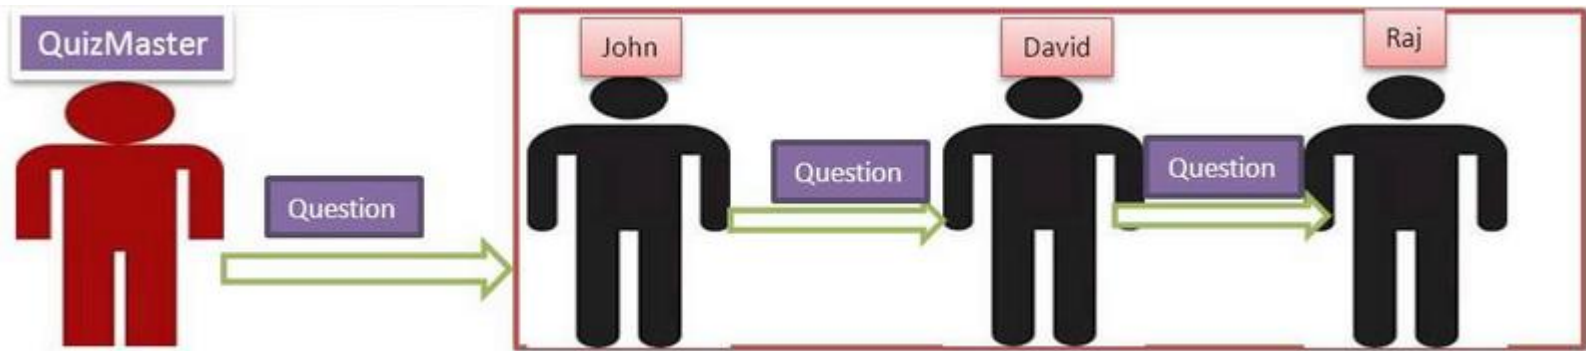 QuizMaster
John
David
Raj
Question
Question
Question